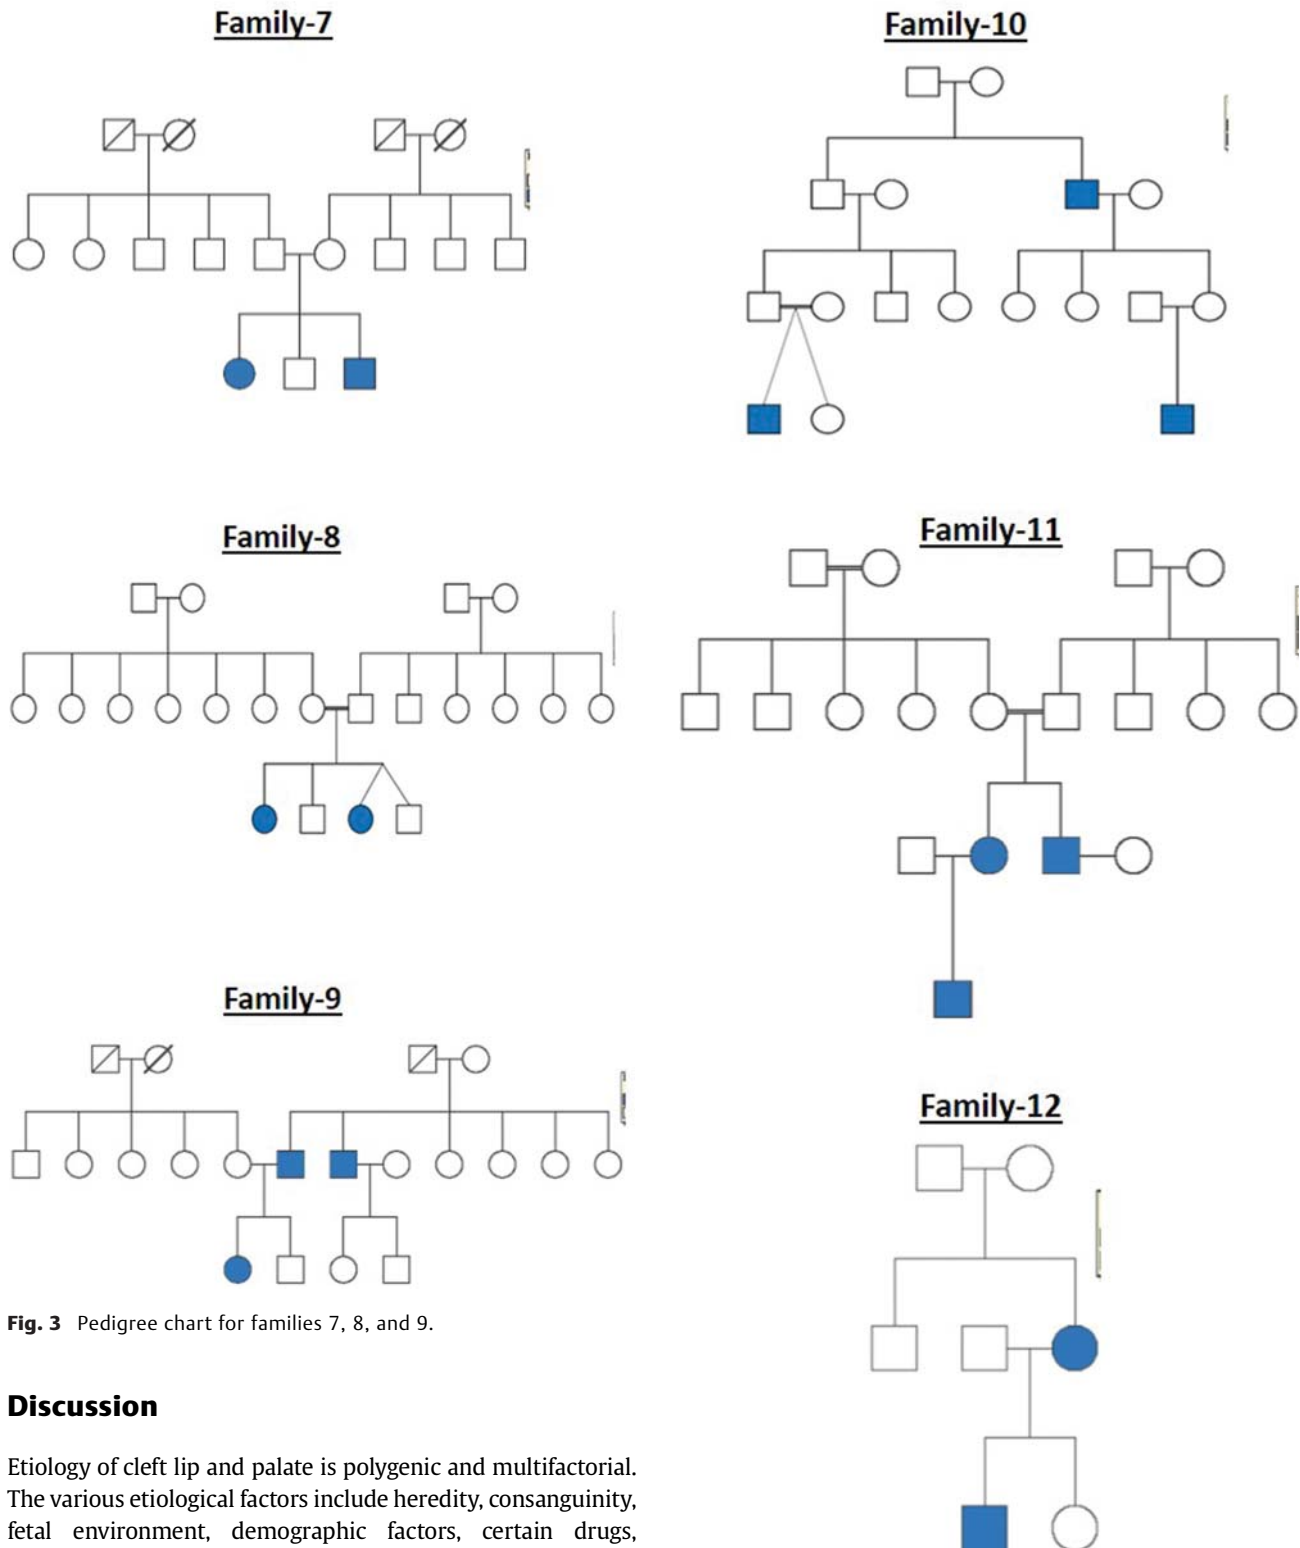 Family-7
Family-8
Family-9
Fig. 3 Pedigree chart for families 7, 8, and 9.
Discussion
Etiology of cleft lip and palate is polygenic and multifactorial.
The various etiological factors include heredity, consanguinity,
fetal environment, demographic factors, certain drugs,
Family-10
Family-11
Family-12